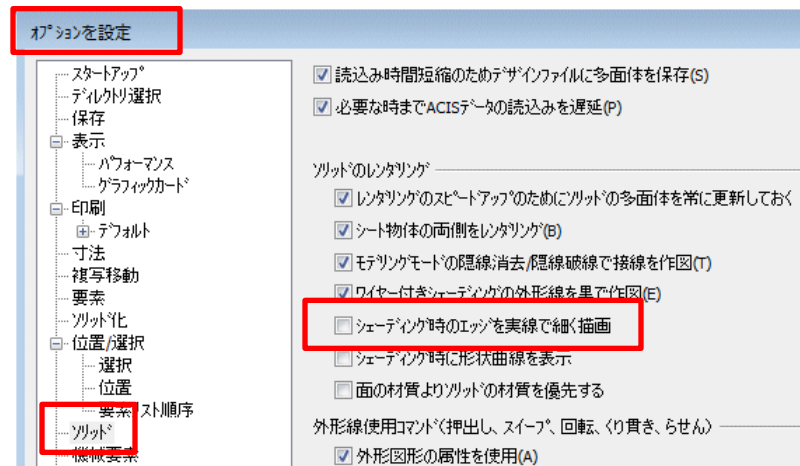 オプションを設定
スタートアップ
ディレクトリ選択
保存
表示
パフォーマンス
グラフィックカード
印刷
デフォルト
寸法
複写移動
要素
ソリッド化
位置/選択
選択
位置
要素リスト順序
ソリッド
機械要素
読込み時間短縮のためデザインファイルに多面体を保存(S)
必要な時までACISデータの読込みを遅延(P)
ソリッドのレンタリング
レンタリングのスピートアップのためにソリッドの多面体を常に更新しておく
シート物体の両側をレンタリング(B)
モデリングモードの隠線消去/隠線破線で接線を作図(T)
ワイヤー付きシェーディングの外形線を黒で作図(E)
シェーディング時のエッジを実線で細く描画
シェーディング時に形状曲線を表示
面の材質よりソリッドの材質を優先する
外形線使用コマンド(押出し、スイープ、回転、くり貫き、らせん)
外形図形の属性を使用(A)